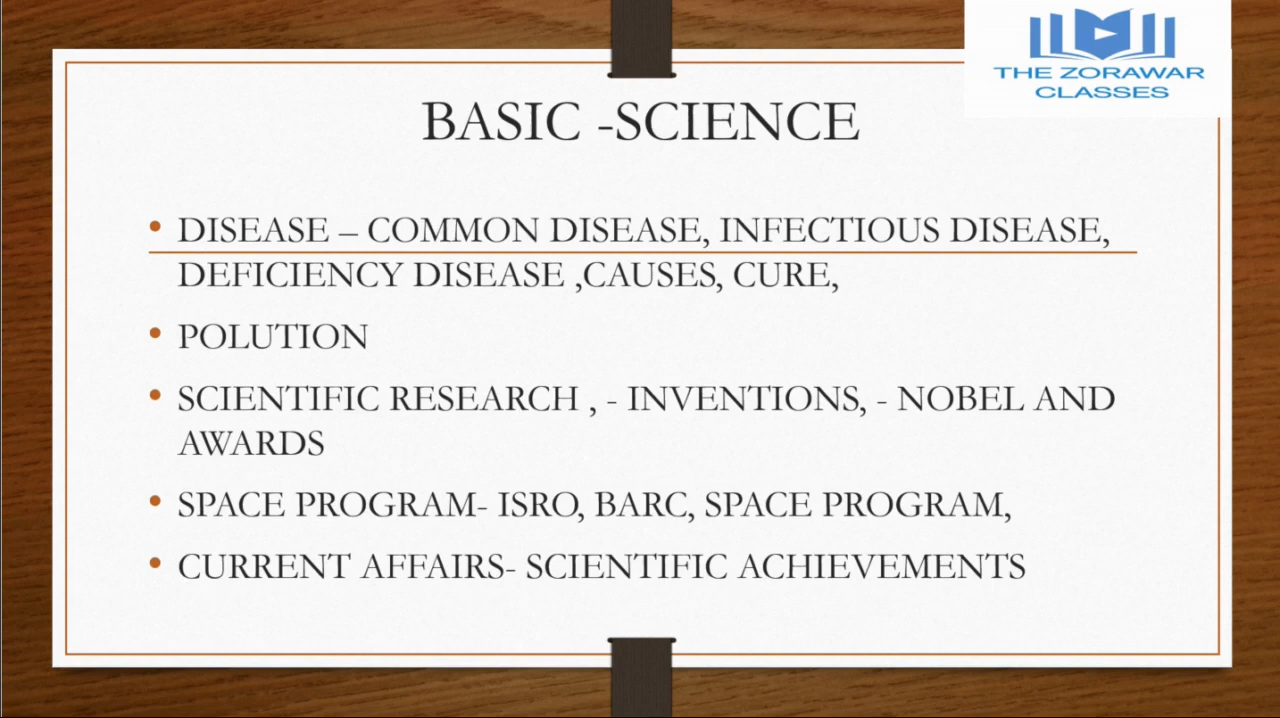 THE ZORAWAR
CLASSES
BASIC -SCIENCE
• DISEASE – COMMON DISEASE, INFECTIOUS DISEASE,
DEFICIENCY DISEASE ,CAUSES, CURE,
• POLUTION
• SCIENTIFIC RESEARCH , - INVENTIONS, - NOBEL AND
AWARDS
• SPACE PROGRAM- ISRO, BARC, SPACE PROGRAM,
• CURRENT AFFAIRS- SCIENTIFIC ACHIEVEMENTS